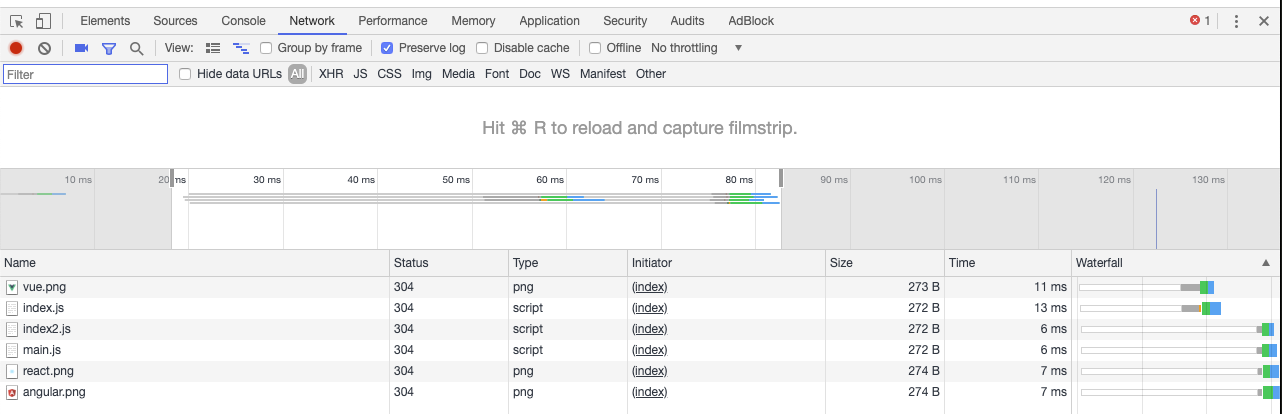 Elements Sources Console Network Performance Memory Application Security Audits AdBlock 1
View: Group by frame Preserve log Disable cache Offline No throttling
Filter Hide data URLs All XHR JS CSS Img Media Font Doc WS Manifest Other
Hit ⌘ R to reload and capture filmstrip.
10 ms 20 ms 30 ms 40 ms 50 ms 60 ms 70 ms 80 ms 90 ms 100 ms 110 ms 120 ms 130 ms
Name Status Type Initiator Size Time Waterfall
vue.png 304 png (index) 273 B 11 ms
index.js 304 script (index) 272 B 13 ms
index2.js 304 script (index) 272 B 6 ms
main.js 304 script (index) 272 B 6 ms
react.png 304 png (index) 274 B 7 ms
angular.png 304 png (index) 274 B 7 ms